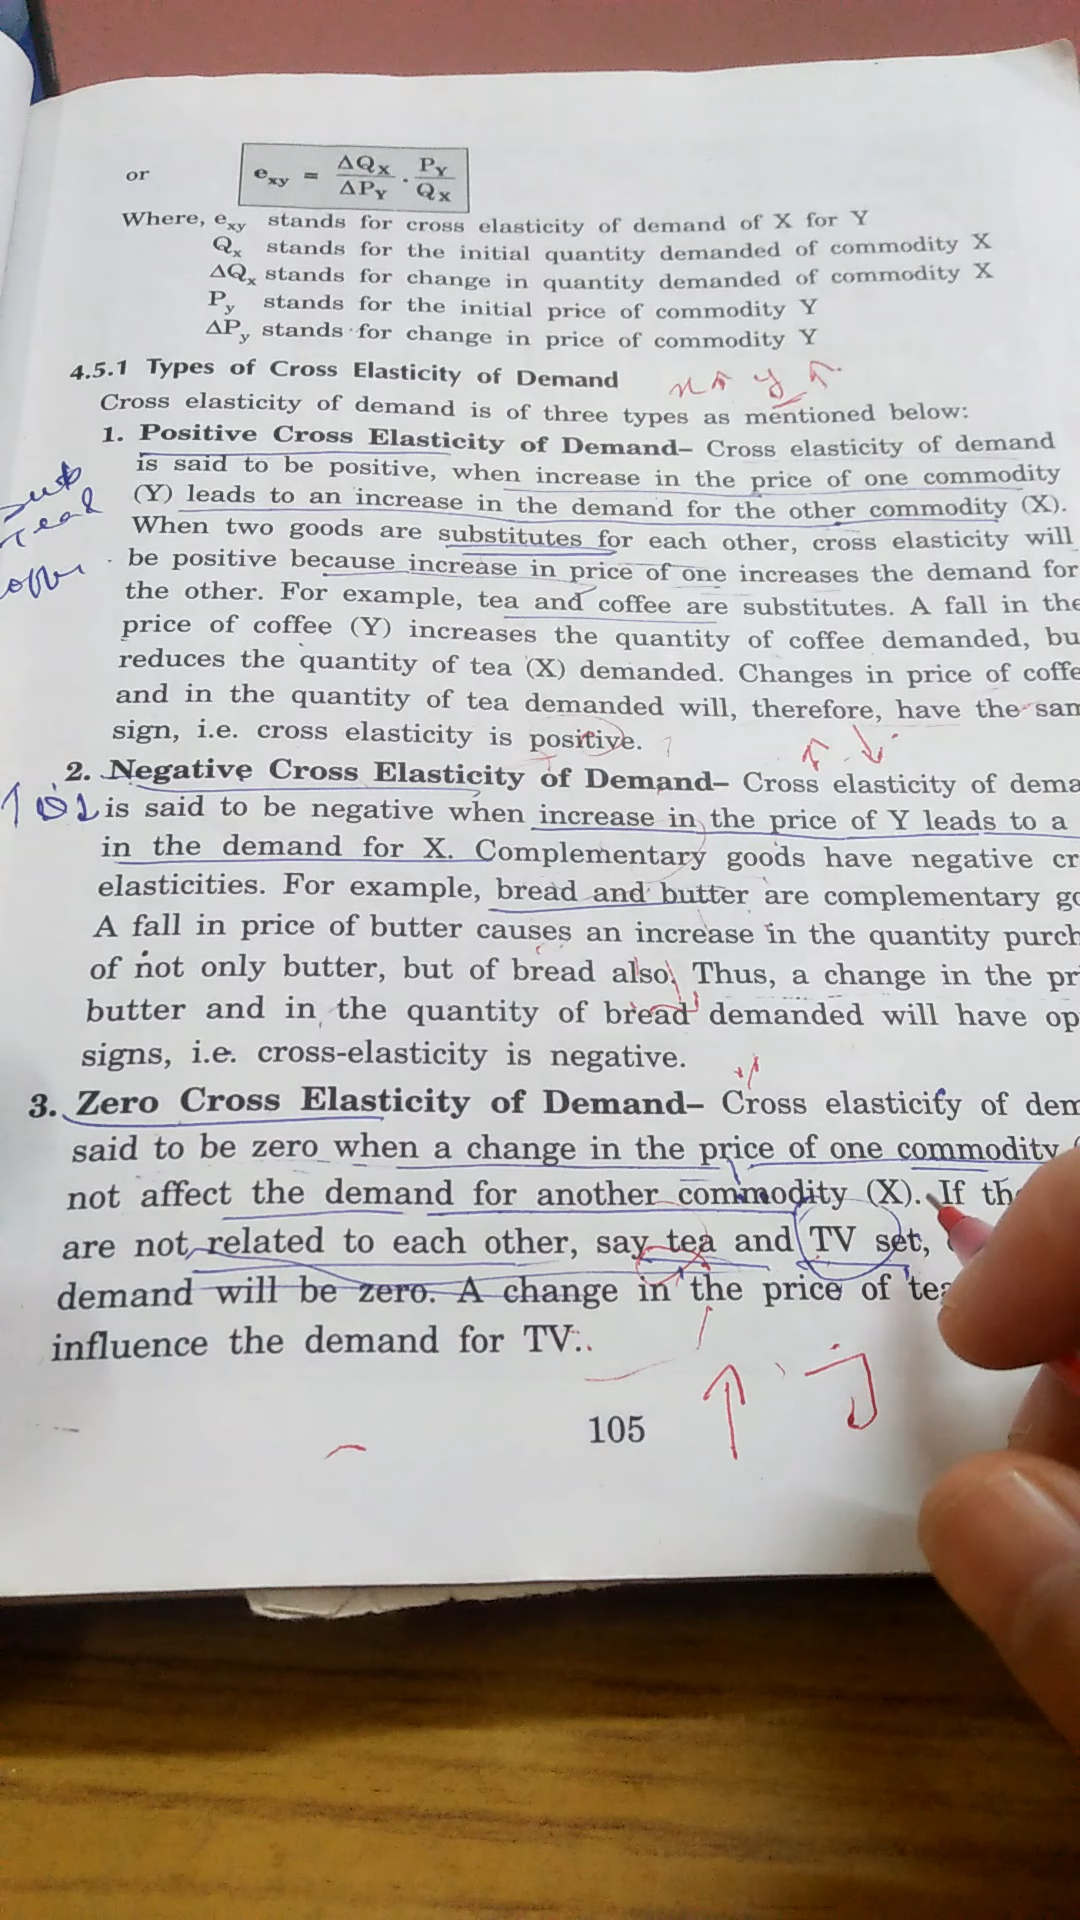 or e_xy = ΔQ_X / ΔP_Y . P_Y / Q_X
Where, e_xy stands for cross elasticity of demand of X for Y
Q_x stands for the initial quantity demanded of commodity X
ΔQ_x stands for change in quantity demanded of commodity X
P_y stands for the initial price of commodity Y
ΔP_y stands for change in price of commodity Y
4.5.1 Types of Cross Elasticity of Demand
Cross elasticity of demand is of three types as mentioned below:
1. Positive Cross Elasticity of Demand– Cross elasticity of demand
is said to be positive, when increase in the price of one commodity
(Y) leads to an increase in the demand for the other commodity (X).
When two goods are substitutes for each other, cross elasticity will
be positive because increase in price of one increases the demand for
the other. For example, tea and coffee are substitutes. A fall in the
price of coffee (Y) increases the quantity of coffee demanded, bu
reduces the quantity of tea (X) demanded. Changes in price of coffe
and in the quantity of tea demanded will, therefore, have the sam
sign, i.e. cross elasticity is positive.
2. Negative Cross Elasticity of Demand– Cross elasticity of dema
is said to be negative when increase in the price of Y leads to a
in the demand for X. Complementary goods have negative cr
elasticities. For example, bread and butter are complementary go
A fall in price of butter causes an increase in the quantity purch
of not only butter, but of bread also. Thus, a change in the pr
butter and in the quantity of bread demanded will have op
signs, i.e. cross-elasticity is negative.
3. Zero Cross Elasticity of Demand– Cross elasticity of dem
said to be zero when a change in the price of one commodity
not affect the demand for another commodity (X). If the
are not related to each other, say tea and TV set,
demand will be zero. A change in the price of tea
influence the demand for TV..
105